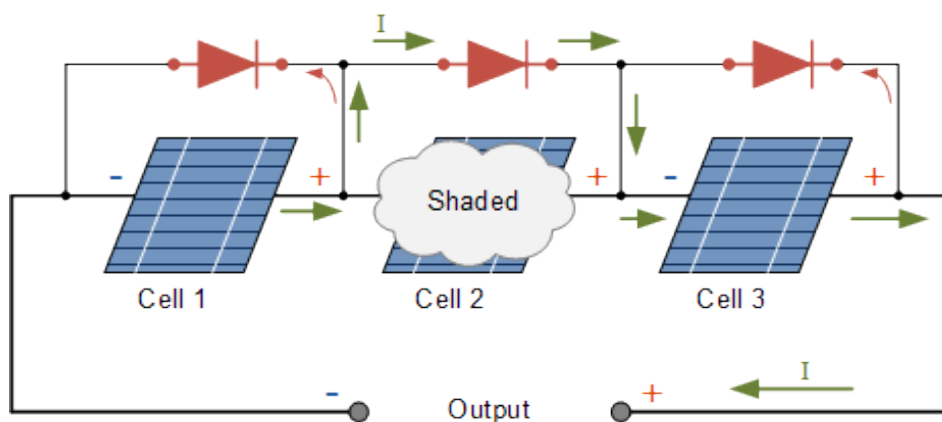 I
- + + - +
Shaded
Cell 1 Cell 2 Cell 3
I
- Output +